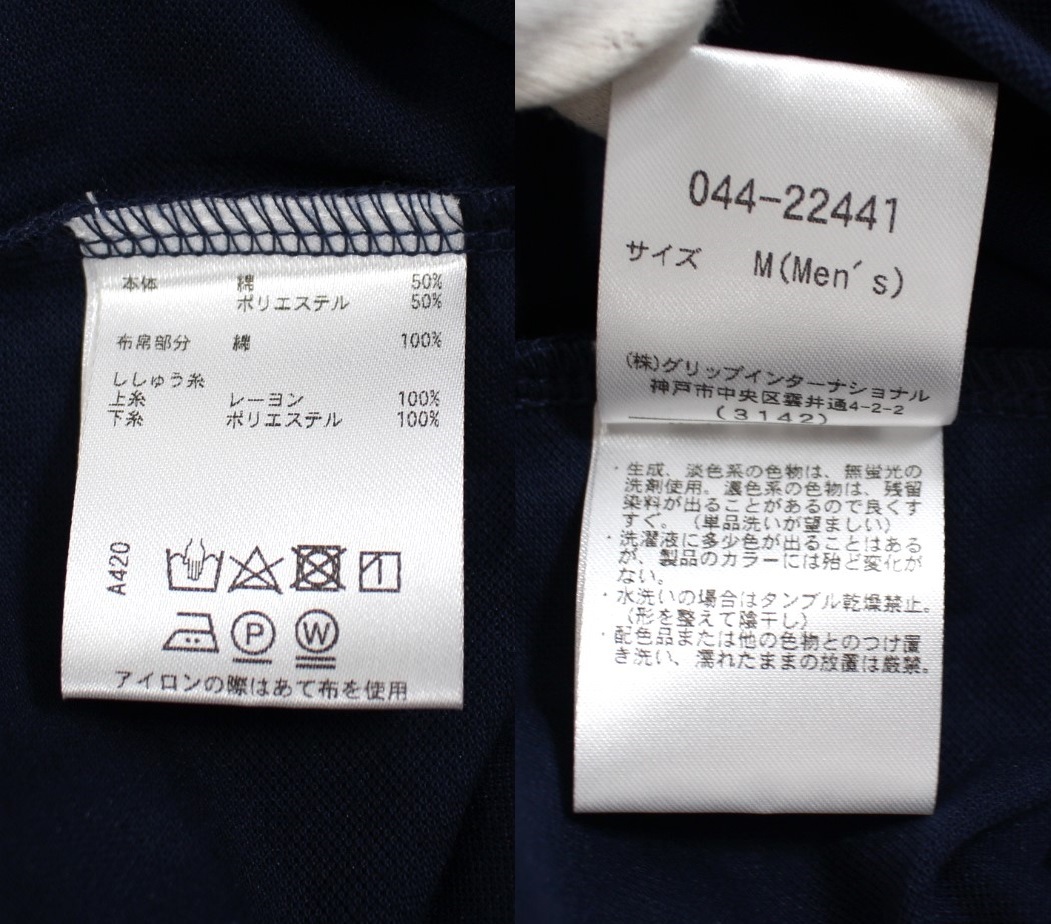 本体 綿 50%
ポリエステル 50%
布帛部分 綿 100%
ししゅう糸
上糸 レーヨン 100%
下糸 ポリエステル 100%
A420
P W
アイロンの際はあて布を使用
044-22441
サイズ M(Men's)
(株)グリップインターナショナル
神戸市中央区雲井通4-2-2
(3142)
・生成、淡色系の色物は、無蛍光の
洗剤使用。濃色系の色物は、残留
染料が出ることがあるので良くす
すぐ。(単品洗いが望ましい)
・洗濯液に多少色が出ることはある
が、製品のカラーには殆ど変化が
ない。
・水洗いの場合はタンブル乾燥禁止。
(形を整えて陰干し)
・配色品または他の色物とのつけ置
き洗い、濡れたままの放置は厳禁。